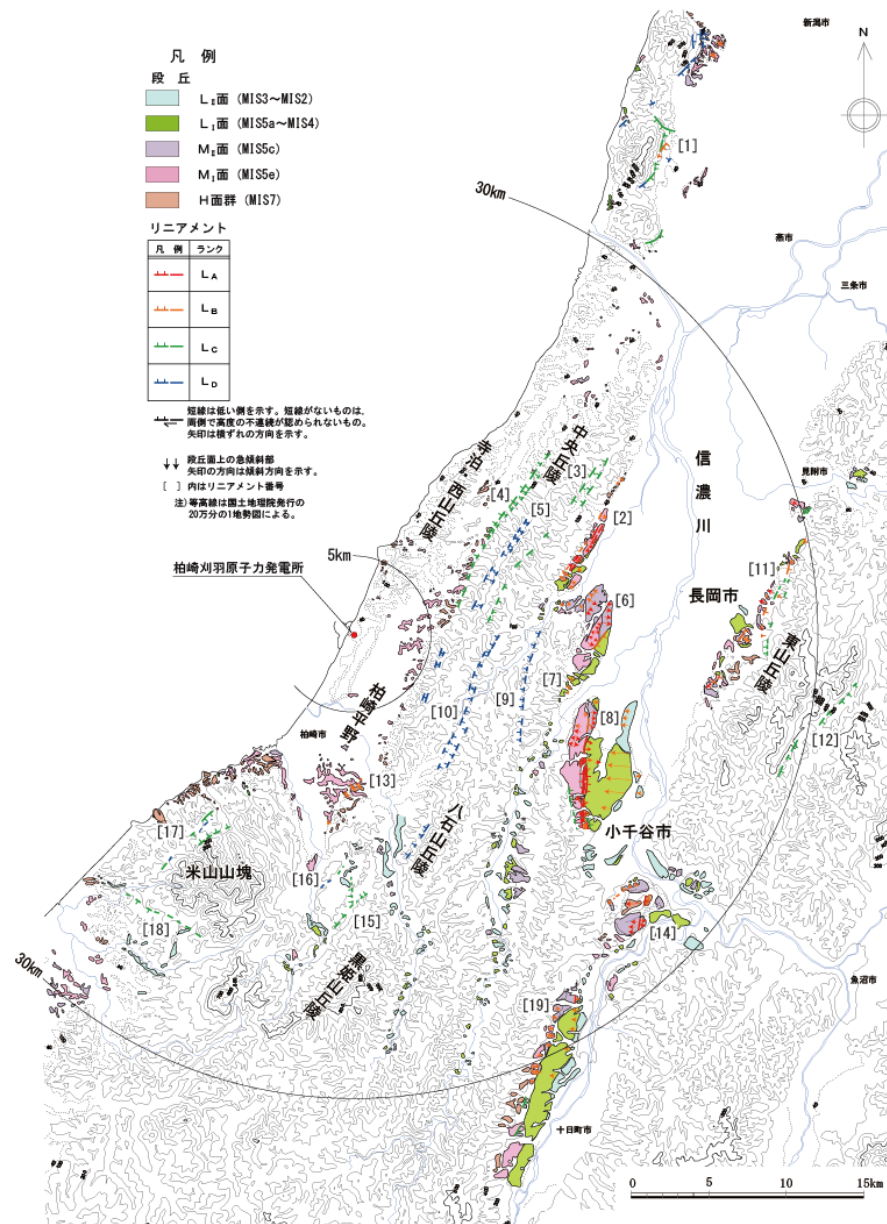 新潟市
N
凡 例
段 丘
LⅡ面 (MIS3～MIS2)
LⅠ面 (MIS5a～MIS4)
MⅡ面 (MIS5c)
MⅠ面 (MIS5e)
H面群 (MIS7)
リニアメント
凡 例 ランク
LA
LB
LC
LD
短線は低い側を示す。短線がないものは,
両側で高度の不連続が認められないもの。
矢印は横ずれの方向を示す。
段丘面上の急傾斜部
矢印の方向は傾斜方向を示す。
[ ] 内はリニアメント番号
注)等高線は国土地理院発行の
20万分の1地勢図による。
[1]
30km
燕市
三条市
中央丘陵
寺泊・西山丘陵
信濃川
見附市
[3]
[4]
[5]
[2]
5km
柏崎刈羽原子力発電所
[11]
長岡市
[6]
東山丘陵
[7]
[9]
[10]
[8]
柏崎平野
[12]
柏崎市
[13]
八石山丘陵
小千谷市
[17]
米山山塊
[16]
[15]
[18]
[14]
黒姫山丘陵
30km
魚沼市
[19]
十日町市
0 5 10 15km